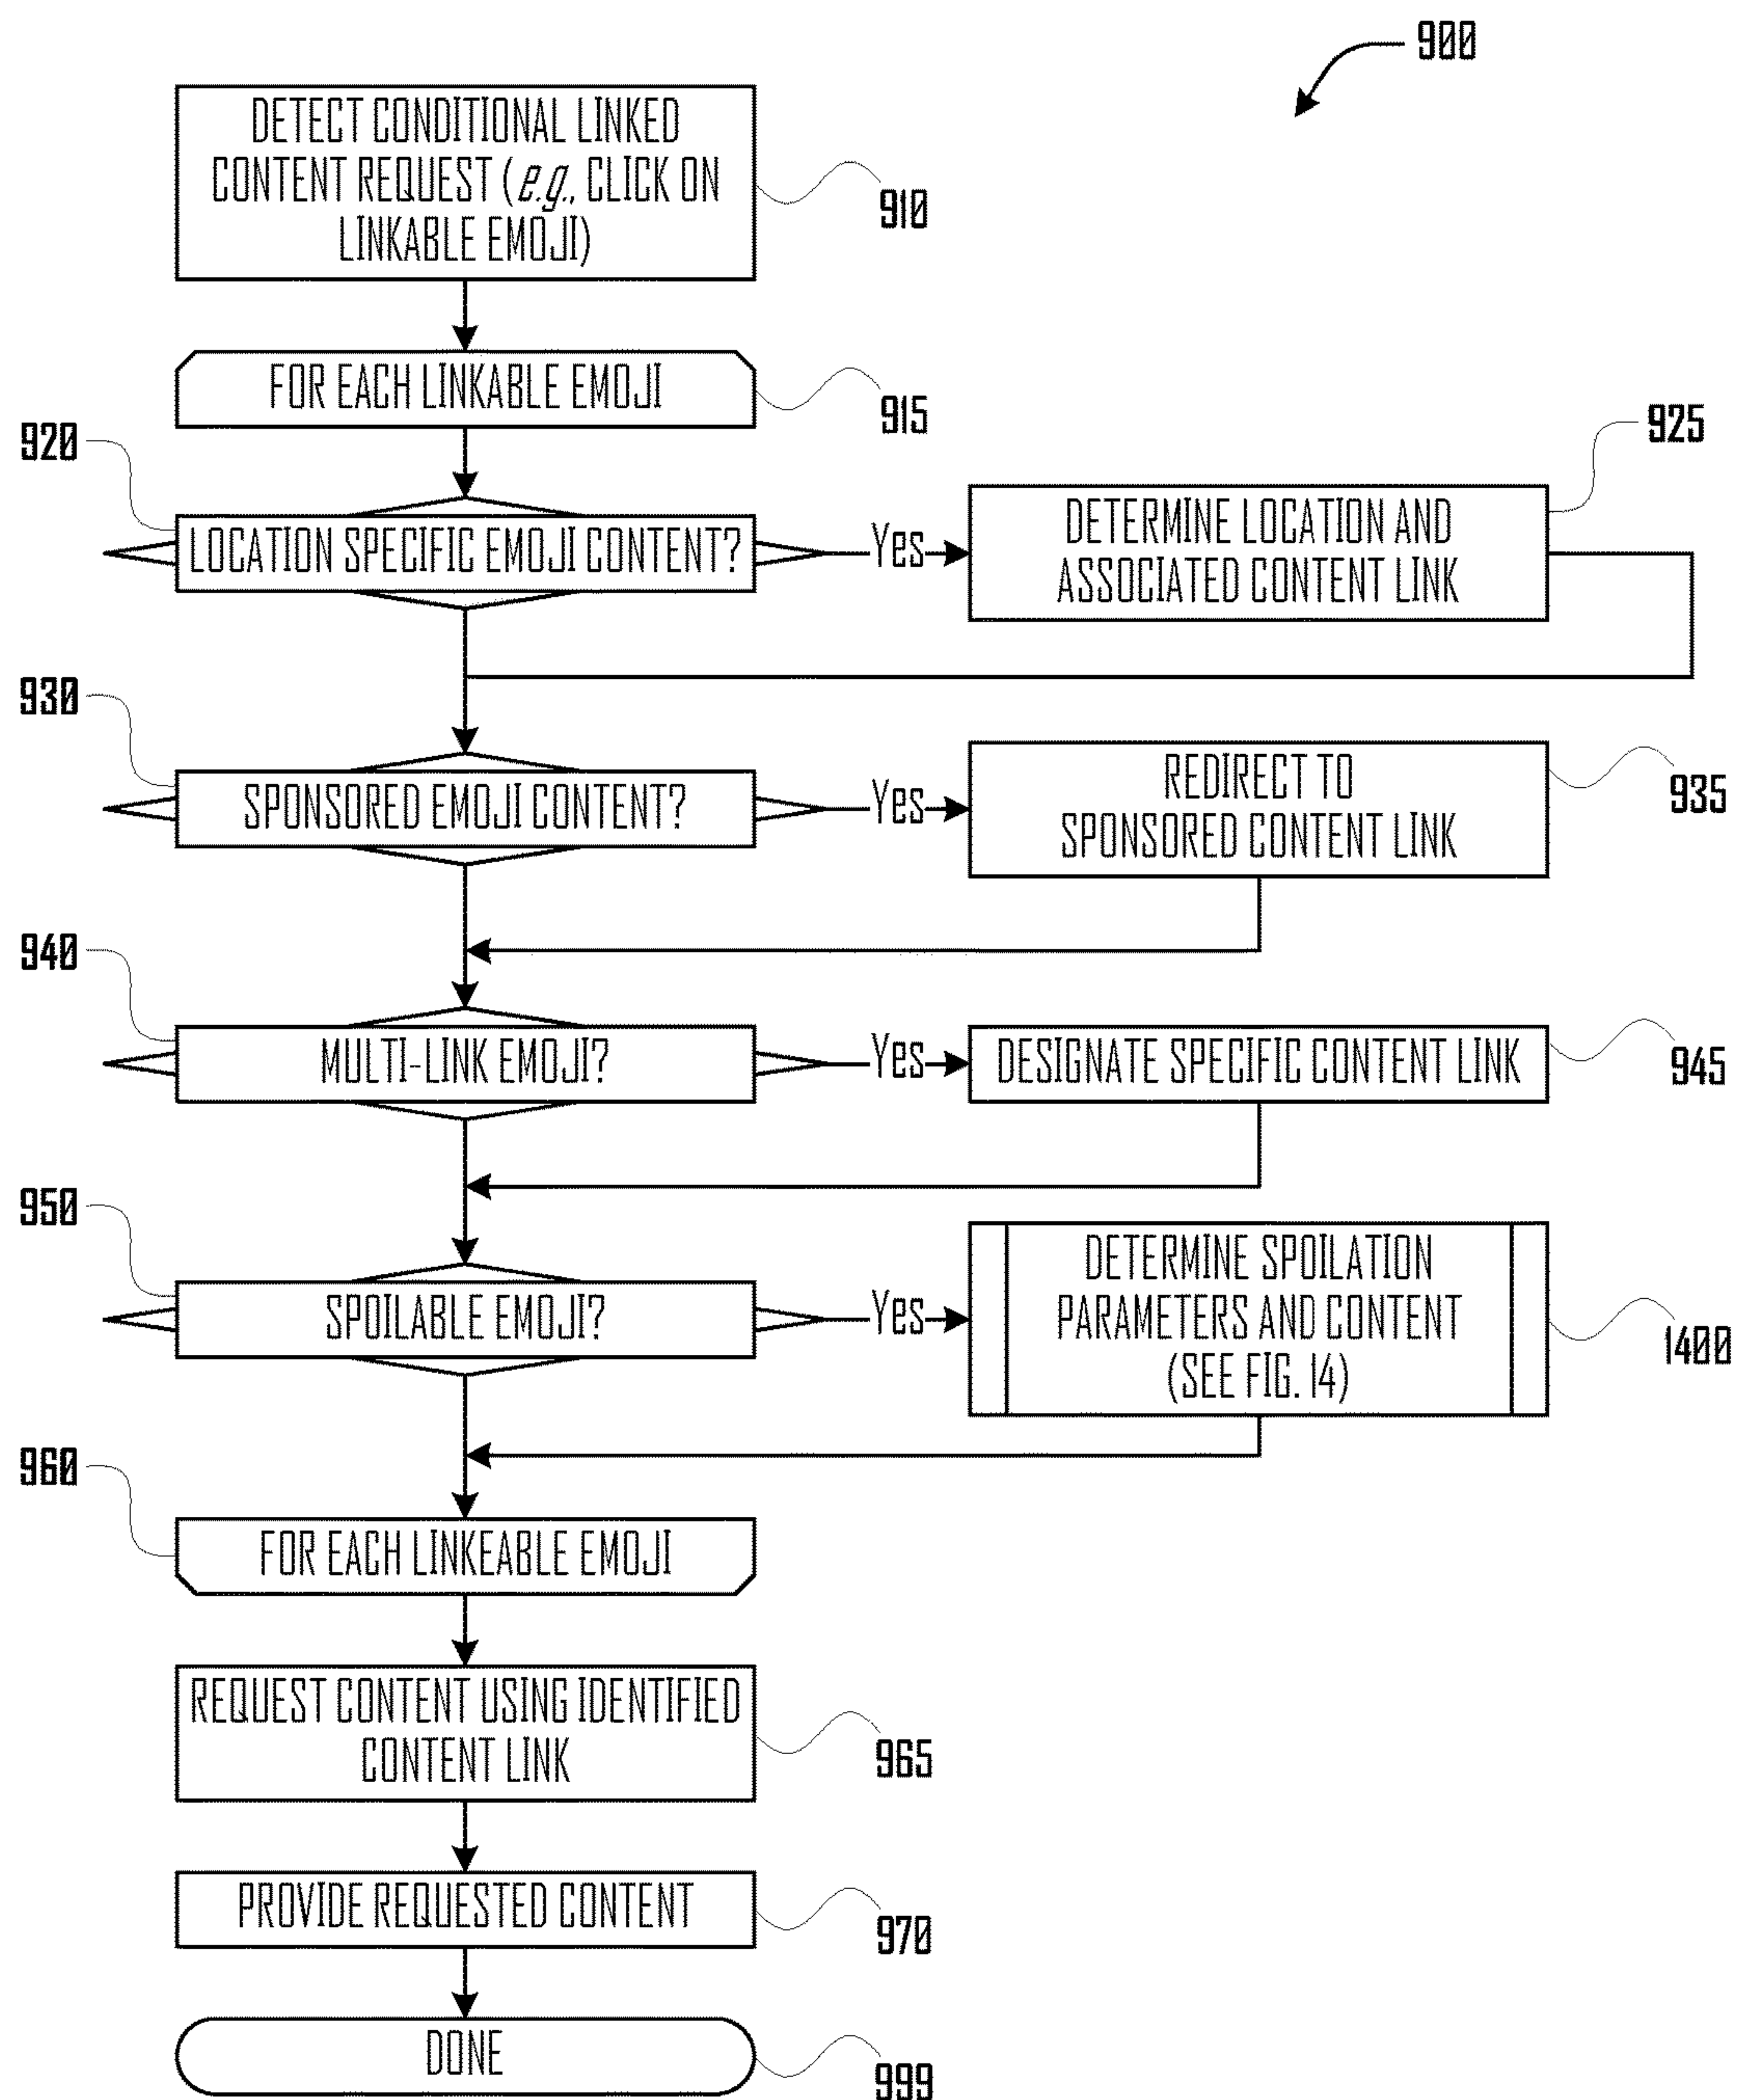 900
DETECT CONDITIONAL LINKED
CONTENT REQUEST (e.g., CLICK ON
LINKABLE EMOJI)
910
FOR EACH LINKABLE EMOJI
915
920
LOCATION SPECIFIC EMOJI CONTENT?
Yes
DETERMINE LOCATION AND
ASSOCIATED CONTENT LINK
925
930
SPONSORED EMOJI CONTENT?
Yes
REDIRECT TO
SPONSORED CONTENT LINK
935
940
MULTI-LINK EMOJI?
Yes
DESIGNATE SPECIFIC CONTENT LINK
945
950
SPOILABLE EMOJI?
Yes
DETERMINE SPOILATION
PARAMETERS AND CONTENT
(SEE FIG. 14)
1400
960
FOR EACH LINKEABLE EMOJI
REQUEST CONTENT USING IDENTIFIED
CONTENT LINK
965
PROVIDE REQUESTED CONTENT
970
DONE
999